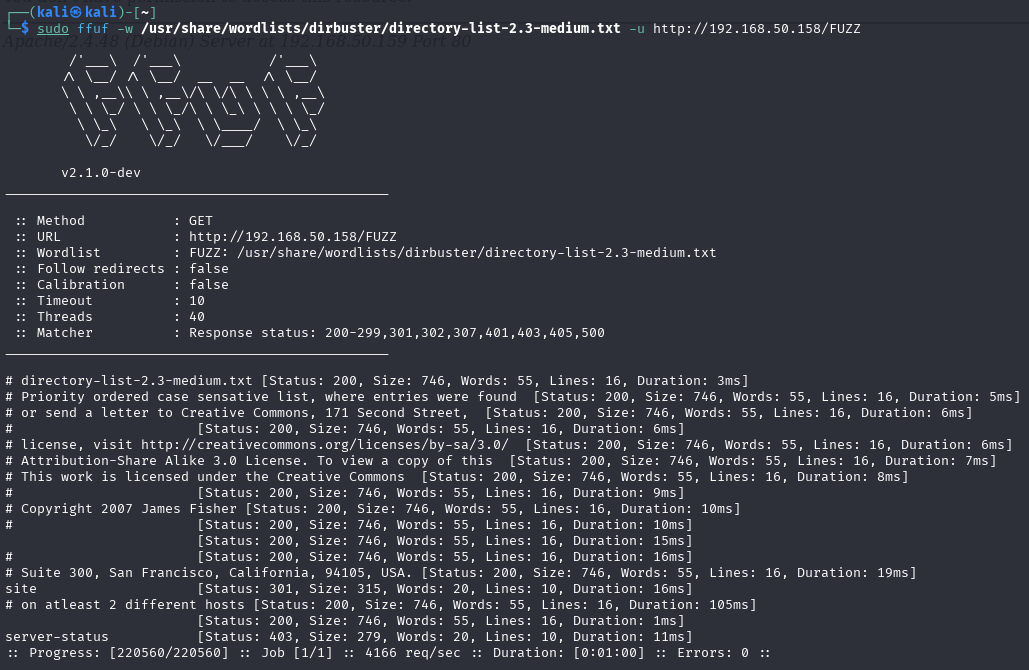 ┌──(kali㉿kali)-[~]
└─$ sudo ffuf -w /usr/share/wordlists/dirbuster/directory-list-2.3-medium.txt -u http://192.168.50.158/FUZZ
Apache/2.4.48 (Debian) Server at 192.168.50.159 Port 80
        /'___\  /'___\           /'___\
       /\ \__/ /\ \__/  __  __  /\ \__/
       \ \ ,__\\ \ ,__\/\ \/\ \ \ \ ,__\
        \ \ \_/ \ \ \_/\ \ \_\ \ \ \ \_/
         \ \_\   \ \_\  \ \____/  \ \_\
          \/_/    \/_/   \/___/    \/_/
       v2.1.0-dev
________________________________________________
 :: Method           : GET
 :: URL              : http://192.168.50.158/FUZZ
 :: Wordlist         : FUZZ: /usr/share/wordlists/dirbuster/directory-list-2.3-medium.txt
 :: Follow redirects : false
 :: Calibration      : false
 :: Timeout          : 10
 :: Threads          : 40
 :: Matcher          : Response status: 200-299,301,302,307,401,403,405,500
________________________________________________
# directory-list-2.3-medium.txt [Status: 200, Size: 746, Words: 55, Lines: 16, Duration: 3ms]
# Priority ordered case sensative list, where entries were found  [Status: 200, Size: 746, Words: 55, Lines: 16, Duration: 5ms]
# or send a letter to Creative Commons, 171 Second Street,  [Status: 200, Size: 746, Words: 55, Lines: 16, Duration: 6ms]
#                       [Status: 200, Size: 746, Words: 55, Lines: 16, Duration: 6ms]
# license, visit http://creativecommons.org/licenses/by-sa/3.0/  [Status: 200, Size: 746, Words: 55, Lines: 16, Duration: 6ms]
# Attribution-Share Alike 3.0 License. To view a copy of this  [Status: 200, Size: 746, Words: 55, Lines: 16, Duration: 7ms]
# This work is licensed under the Creative Commons  [Status: 200, Size: 746, Words: 55, Lines: 16, Duration: 8ms]
#                       [Status: 200, Size: 746, Words: 55, Lines: 16, Duration: 9ms]
# Copyright 2007 James Fisher [Status: 200, Size: 746, Words: 55, Lines: 16, Duration: 10ms]
#                       [Status: 200, Size: 746, Words: 55, Lines: 16, Duration: 10ms]
                        [Status: 200, Size: 746, Words: 55, Lines: 16, Duration: 15ms]
#                       [Status: 200, Size: 746, Words: 55, Lines: 16, Duration: 16ms]
# Suite 300, San Francisco, California, 94105, USA. [Status: 200, Size: 746, Words: 55, Lines: 16, Duration: 19ms]
site                    [Status: 301, Size: 315, Words: 20, Lines: 10, Duration: 16ms]
# on atleast 2 different hosts [Status: 200, Size: 746, Words: 55, Lines: 16, Duration: 105ms]
                        [Status: 200, Size: 746, Words: 55, Lines: 16, Duration: 1ms]
server-status           [Status: 403, Size: 279, Words: 20, Lines: 10, Duration: 11ms]
:: Progress: [220560/220560] :: Job [1/1] :: 4166 req/sec :: Duration: [0:01:00] :: Errors: 0 ::